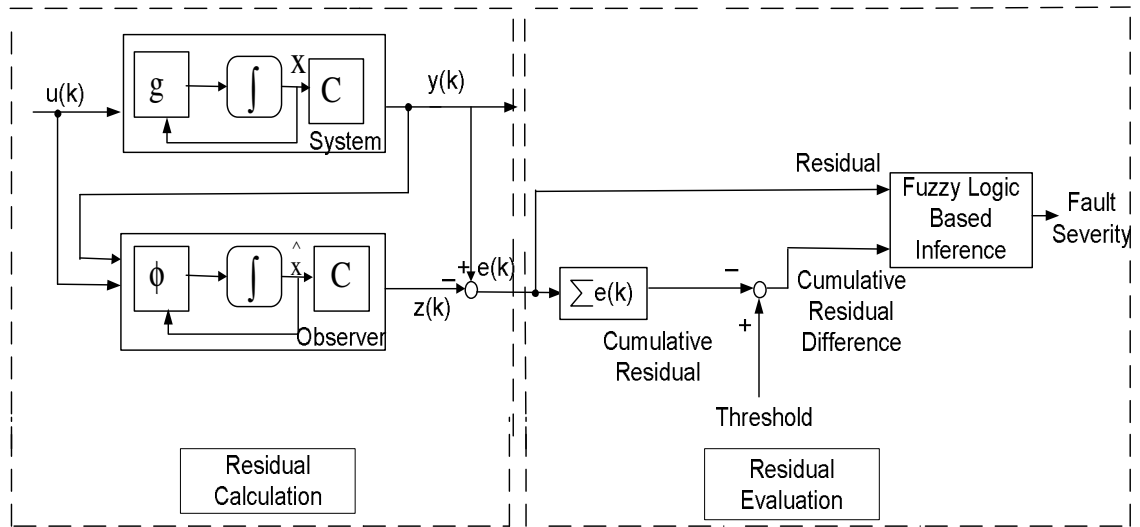 u(k)
g
∫
X
C
System
y(k)
ϕ
∫
^
x
C
Observer
z(k)
−
+
e(k)
∑e(k)
Cumulative
Residual
−
+
Threshold
Residual
Cumulative
Residual
Difference
Fuzzy Logic
Based
Inference
Fault
Severity
Residual
Calculation
Residual
Evaluation